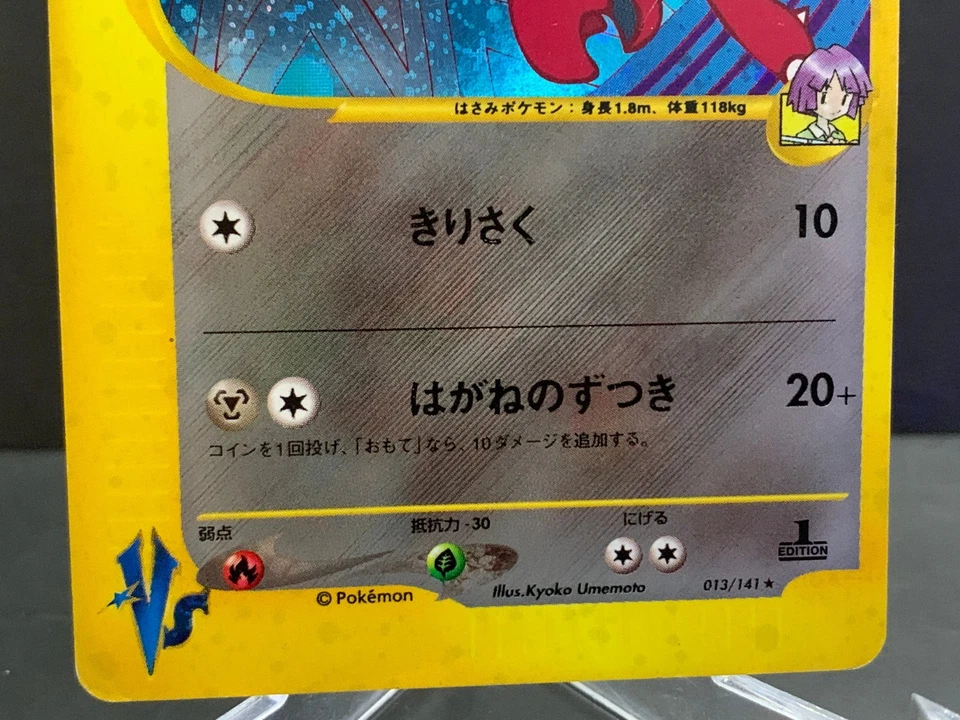 はさみポケモン：身長1.8m、体重118kg
きりさく 10
はがねのずつき 20+
コインを1回投げ、「おもて」なら、10ダメージを追加する。
弱点 抵抗力 -30 にげる
1
EDITION
VS
© Pokémon Illus.Kyoko Umemoto 013/141★